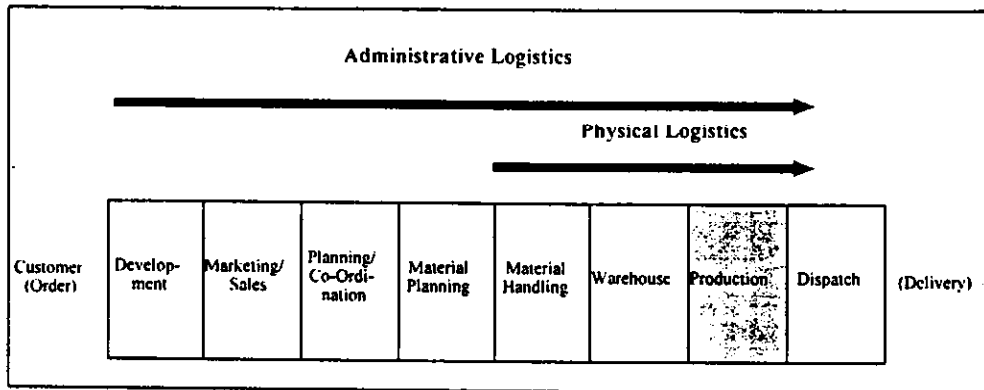 Administrative Logistics
Physical Logistics
Customer
(Order)
Develop-
ment
Marketing/
Sales
Planning/
Co-Ordi-
nation
Material
Planning
Material
Handling
Warehouse
Production
Dispatch
(Delivery)